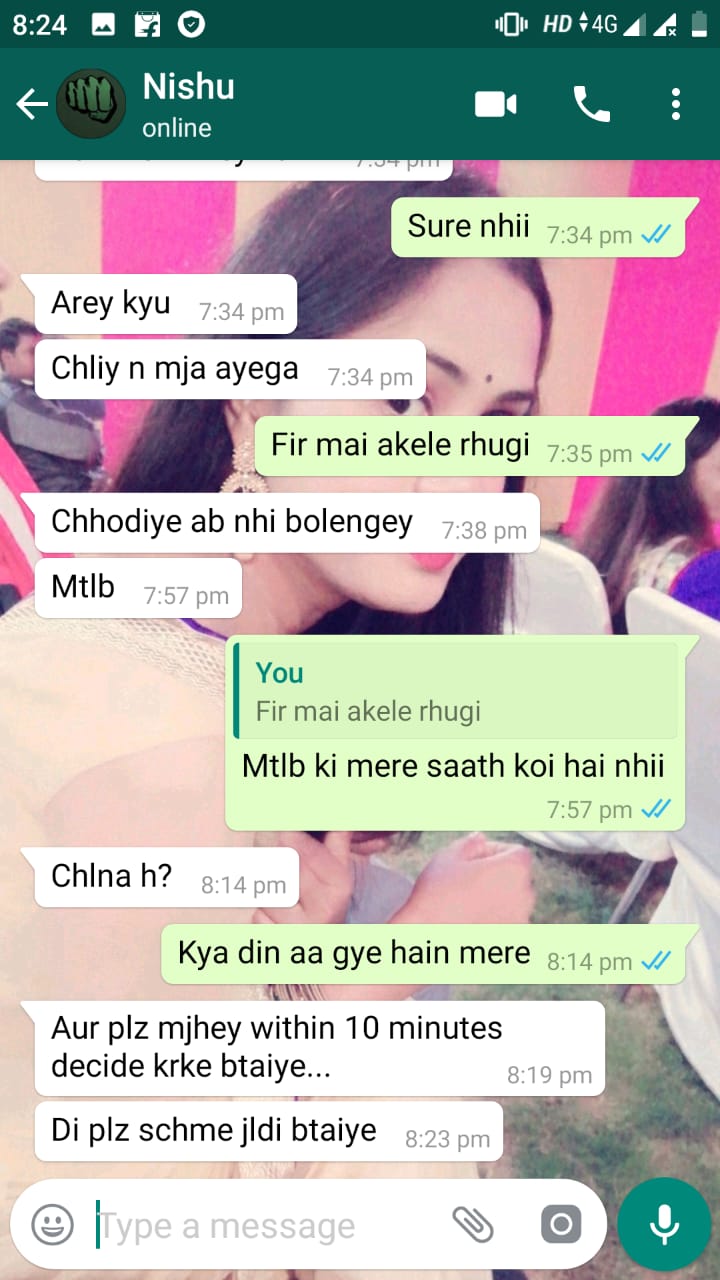 8:24 HD 4G
Nishu
online
7:34 pm
Sure nhii 7:34 pm
Arey kyu 7:34 pm
Chliy n mja ayega 7:34 pm
Fir mai akele rhugi 7:35 pm
Chhodiye ab nhi bolengey 7:38 pm
Mtlb 7:57 pm
You
Fir mai akele rhugi
Mtlb ki mere saath koi hai nhii
7:57 pm
Chlna h? 8:14 pm
Kya din aa gye hain mere 8:14 pm
Aur plz mjhey within 10 minutes
decide krke btaiye...
8:19 pm
Di plz schme jldi btaiye 8:23 pm
Type a message